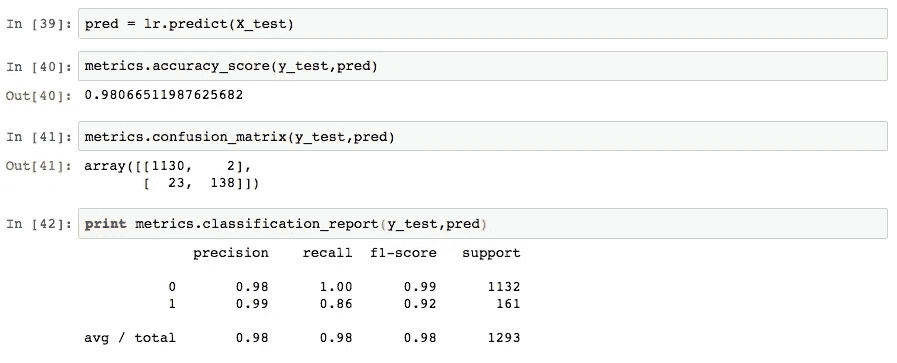 In [39]: pred = lr.predict(X_test)
In [40]: metrics.accuracy_score(y_test,pred)
Out[40]: 0.98066511987625682
In [41]: metrics.confusion_matrix(y_test,pred)
Out[41]: array([[1130, 2],
[ 23, 138]])
In [42]: print metrics.classification_report(y_test,pred)
precision recall f1-score support
0 0.98 1.00 0.99 1132
1 0.99 0.86 0.92 161
avg / total 0.98 0.98 0.98 1293